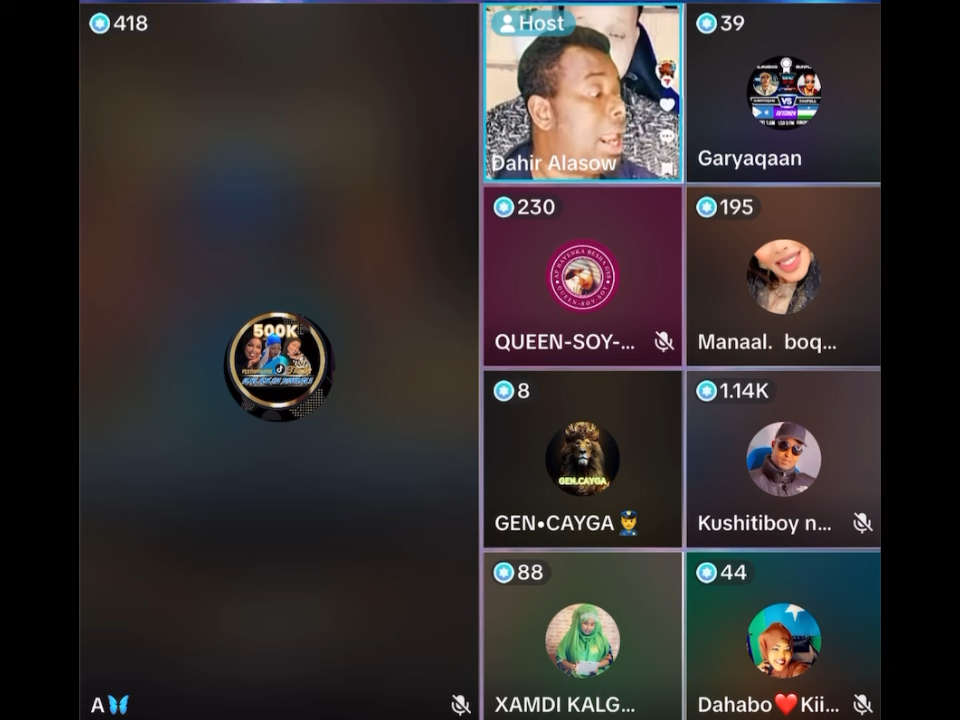 418
Host
Dahir Alasow
39
VS
Garyaqaan
230
QUEEN-SOY-...
195
Manaal. boq...
500K
8
GEN.CAYGA
GEN•CAYGA👮
1.14K
Kushitiboy n...
88
XAMDI KALG...
44
Dahabo❤️Kii...
A🦋